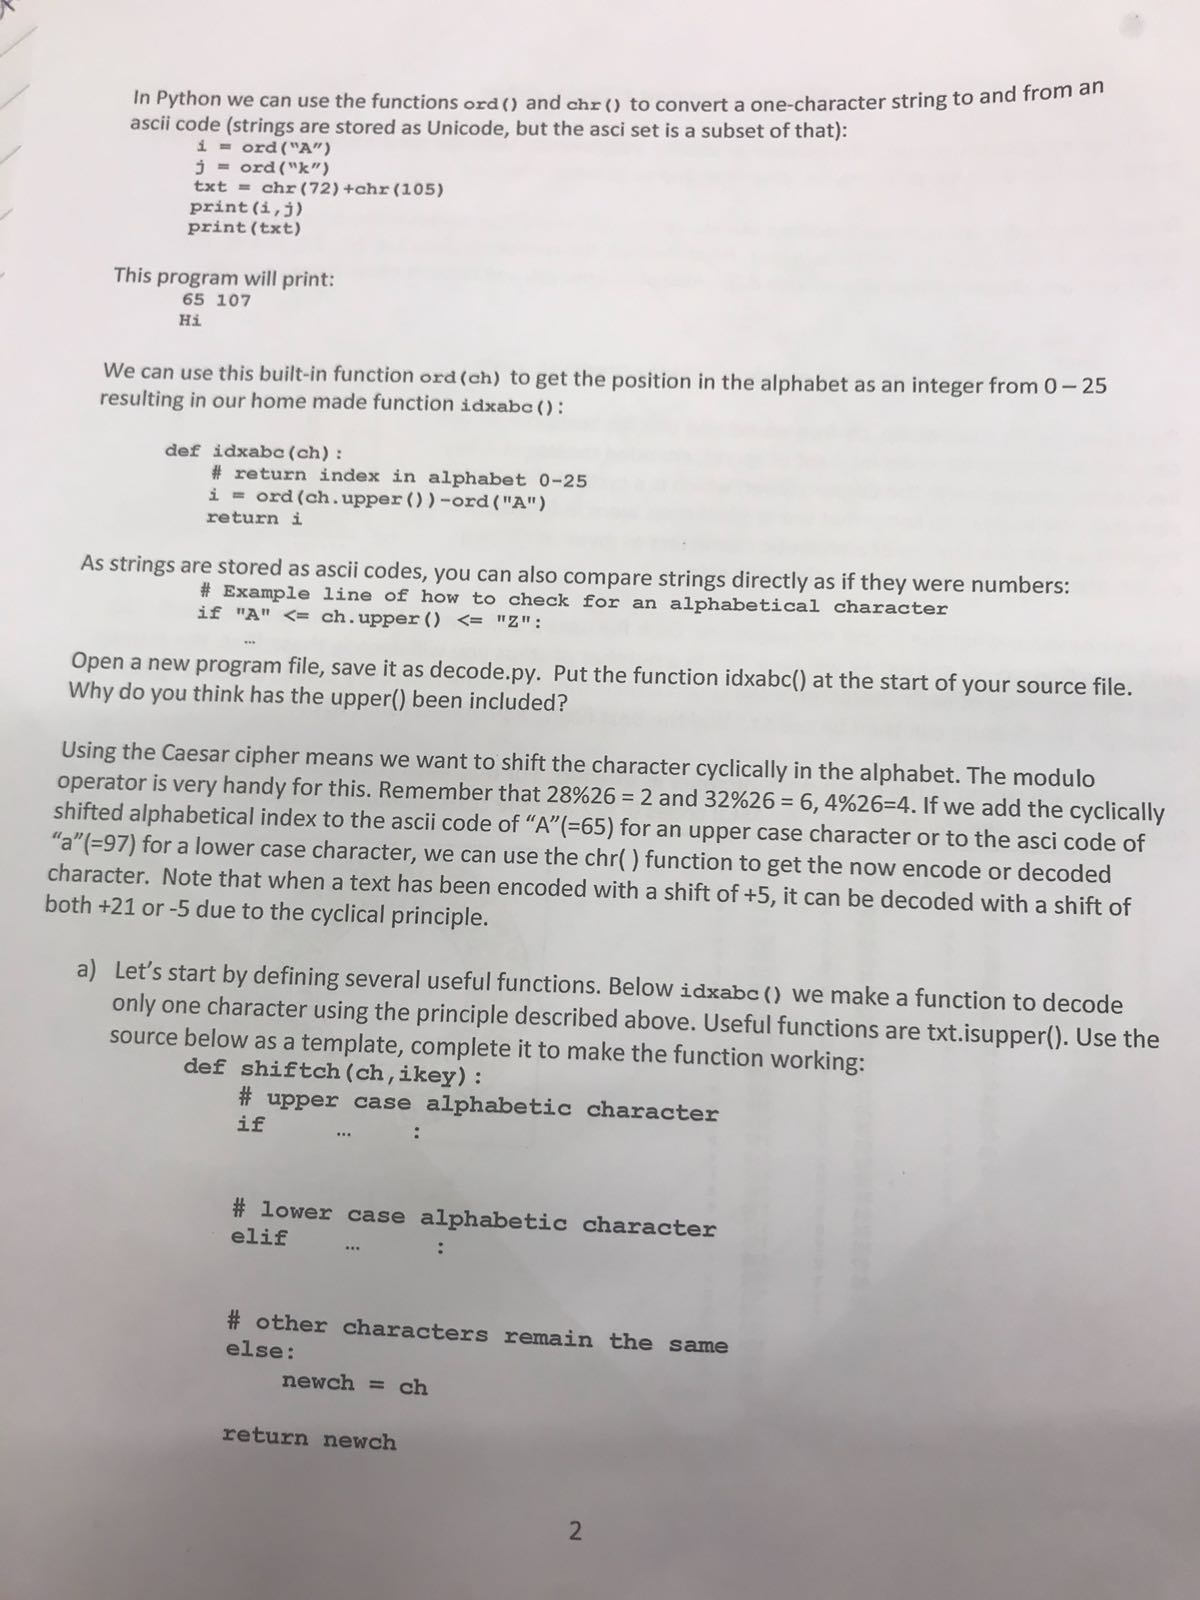 In Python we can use the functions ord() and chr() to convert a one-character string to and from an
ascii code (strings are stored as Unicode, but the asci set is a subset of that):
i = ord("A")
j = ord("k")
txt = chr(72)+chr(105)
print(i,j)
print(txt)
This program will print:
65 107
Hi
We can use this built-in function ord(ch) to get the position in the alphabet as an integer from 0 – 25
resulting in our home made function idxabc():
def idxabc(ch):
# return index in alphabet 0-25
i = ord(ch.upper())-ord("A")
return i
As strings are stored as ascii codes, you can also compare strings directly as if they were numbers:
# Example line of how to check for an alphabetical character
if "A" <= ch.upper() <= "Z":
…
Open a new program file, save it as decode.py. Put the function idxabc() at the start of your source file.
Why do you think has the upper() been included?
Using the Caesar cipher means we want to shift the character cyclically in the alphabet. The modulo
operator is very handy for this. Remember that 28%26 = 2 and 32%26 = 6, 4%26=4. If we add the cyclically
shifted alphabetical index to the ascii code of “A”(=65) for an upper case character or to the asci code of
“a”(=97) for a lower case character, we can use the chr( ) function to get the now encode or decoded
character. Note that when a text has been encoded with a shift of +5, it can be decoded with a shift of
both +21 or -5 due to the cyclical principle.
a) Let’s start by defining several useful functions. Below idxabc() we make a function to decode
only one character using the principle described above. Useful functions are txt.isupper(). Use the
source below as a template, complete it to make the function working:
def shiftch(ch,ikey):
# upper case alphabetic character
if … :
# lower case alphabetic character
elif … :
# other characters remain the same
else:
newch = ch
return newch
2